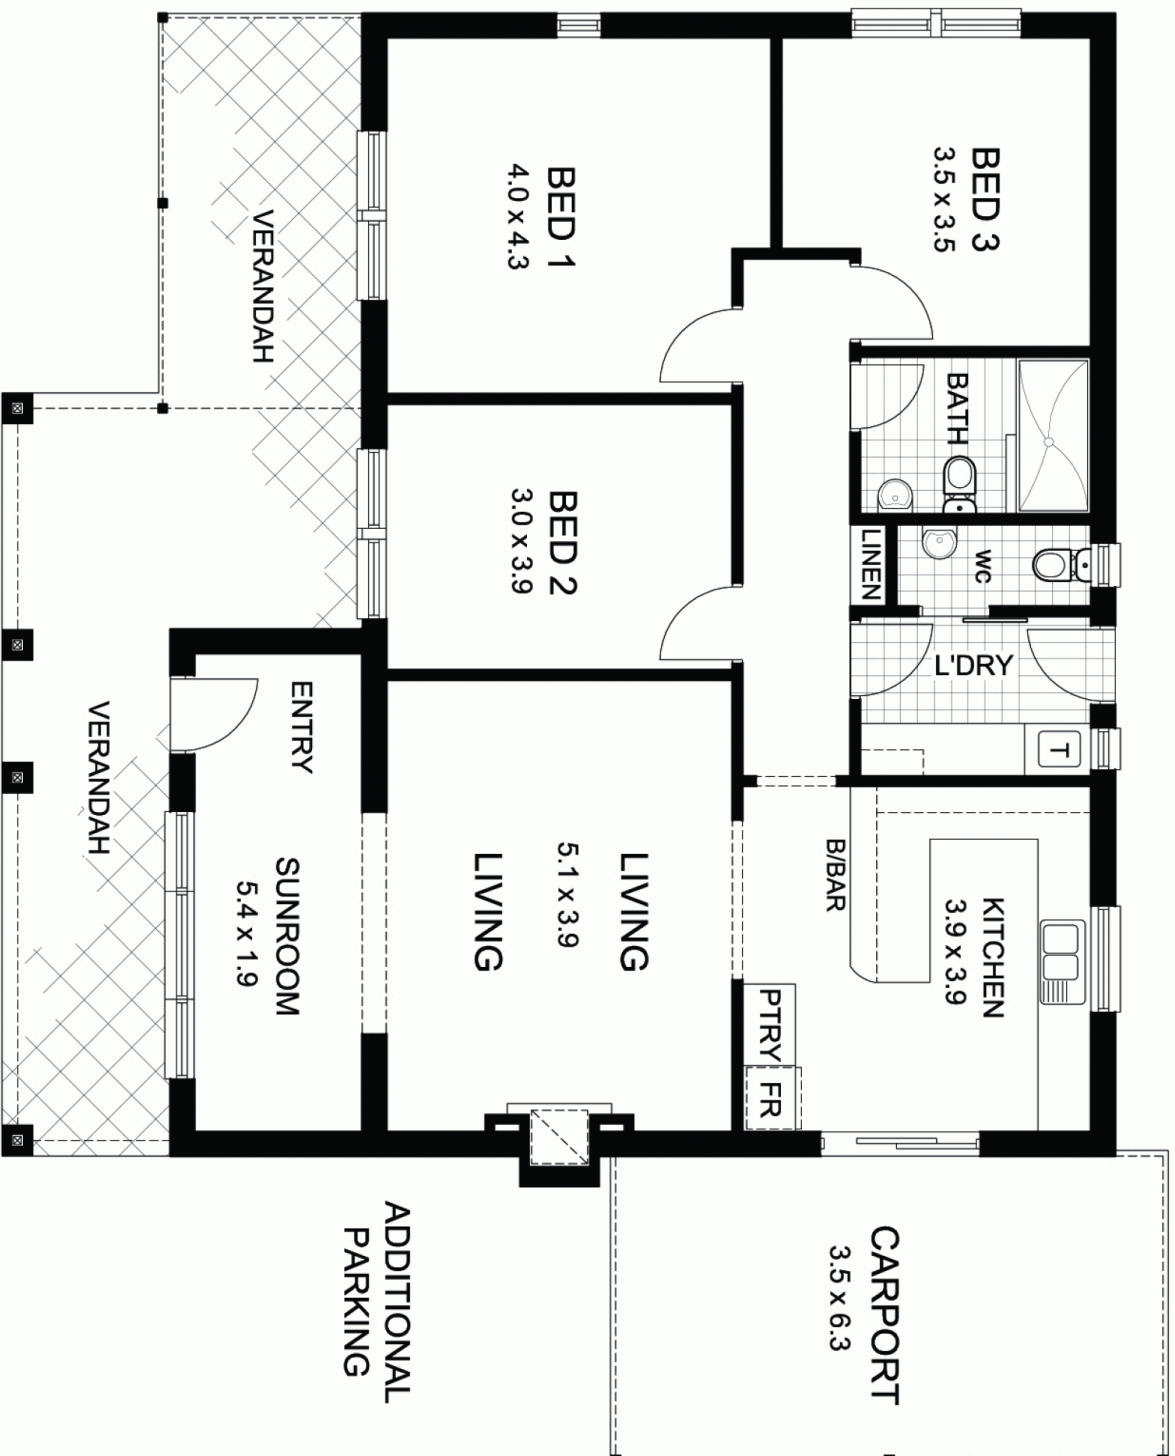 BED 3
3.5 x 3.5
BED 1
4.0 x 4.3
VERANDAH
BATH
BED 2
3.0 x 3.9
LINEN
WC
L'DRY
T
ENTRY
VERANDAH
SUNROOM
5.4 x 1.9
LIVING
5.1 x 3.9
LIVING
B/BAR
KITCHEN
3.9 x 3.9
PTRY
FR
CARPORT
3.5 x 6.3
ADDITIONAL
PARKING